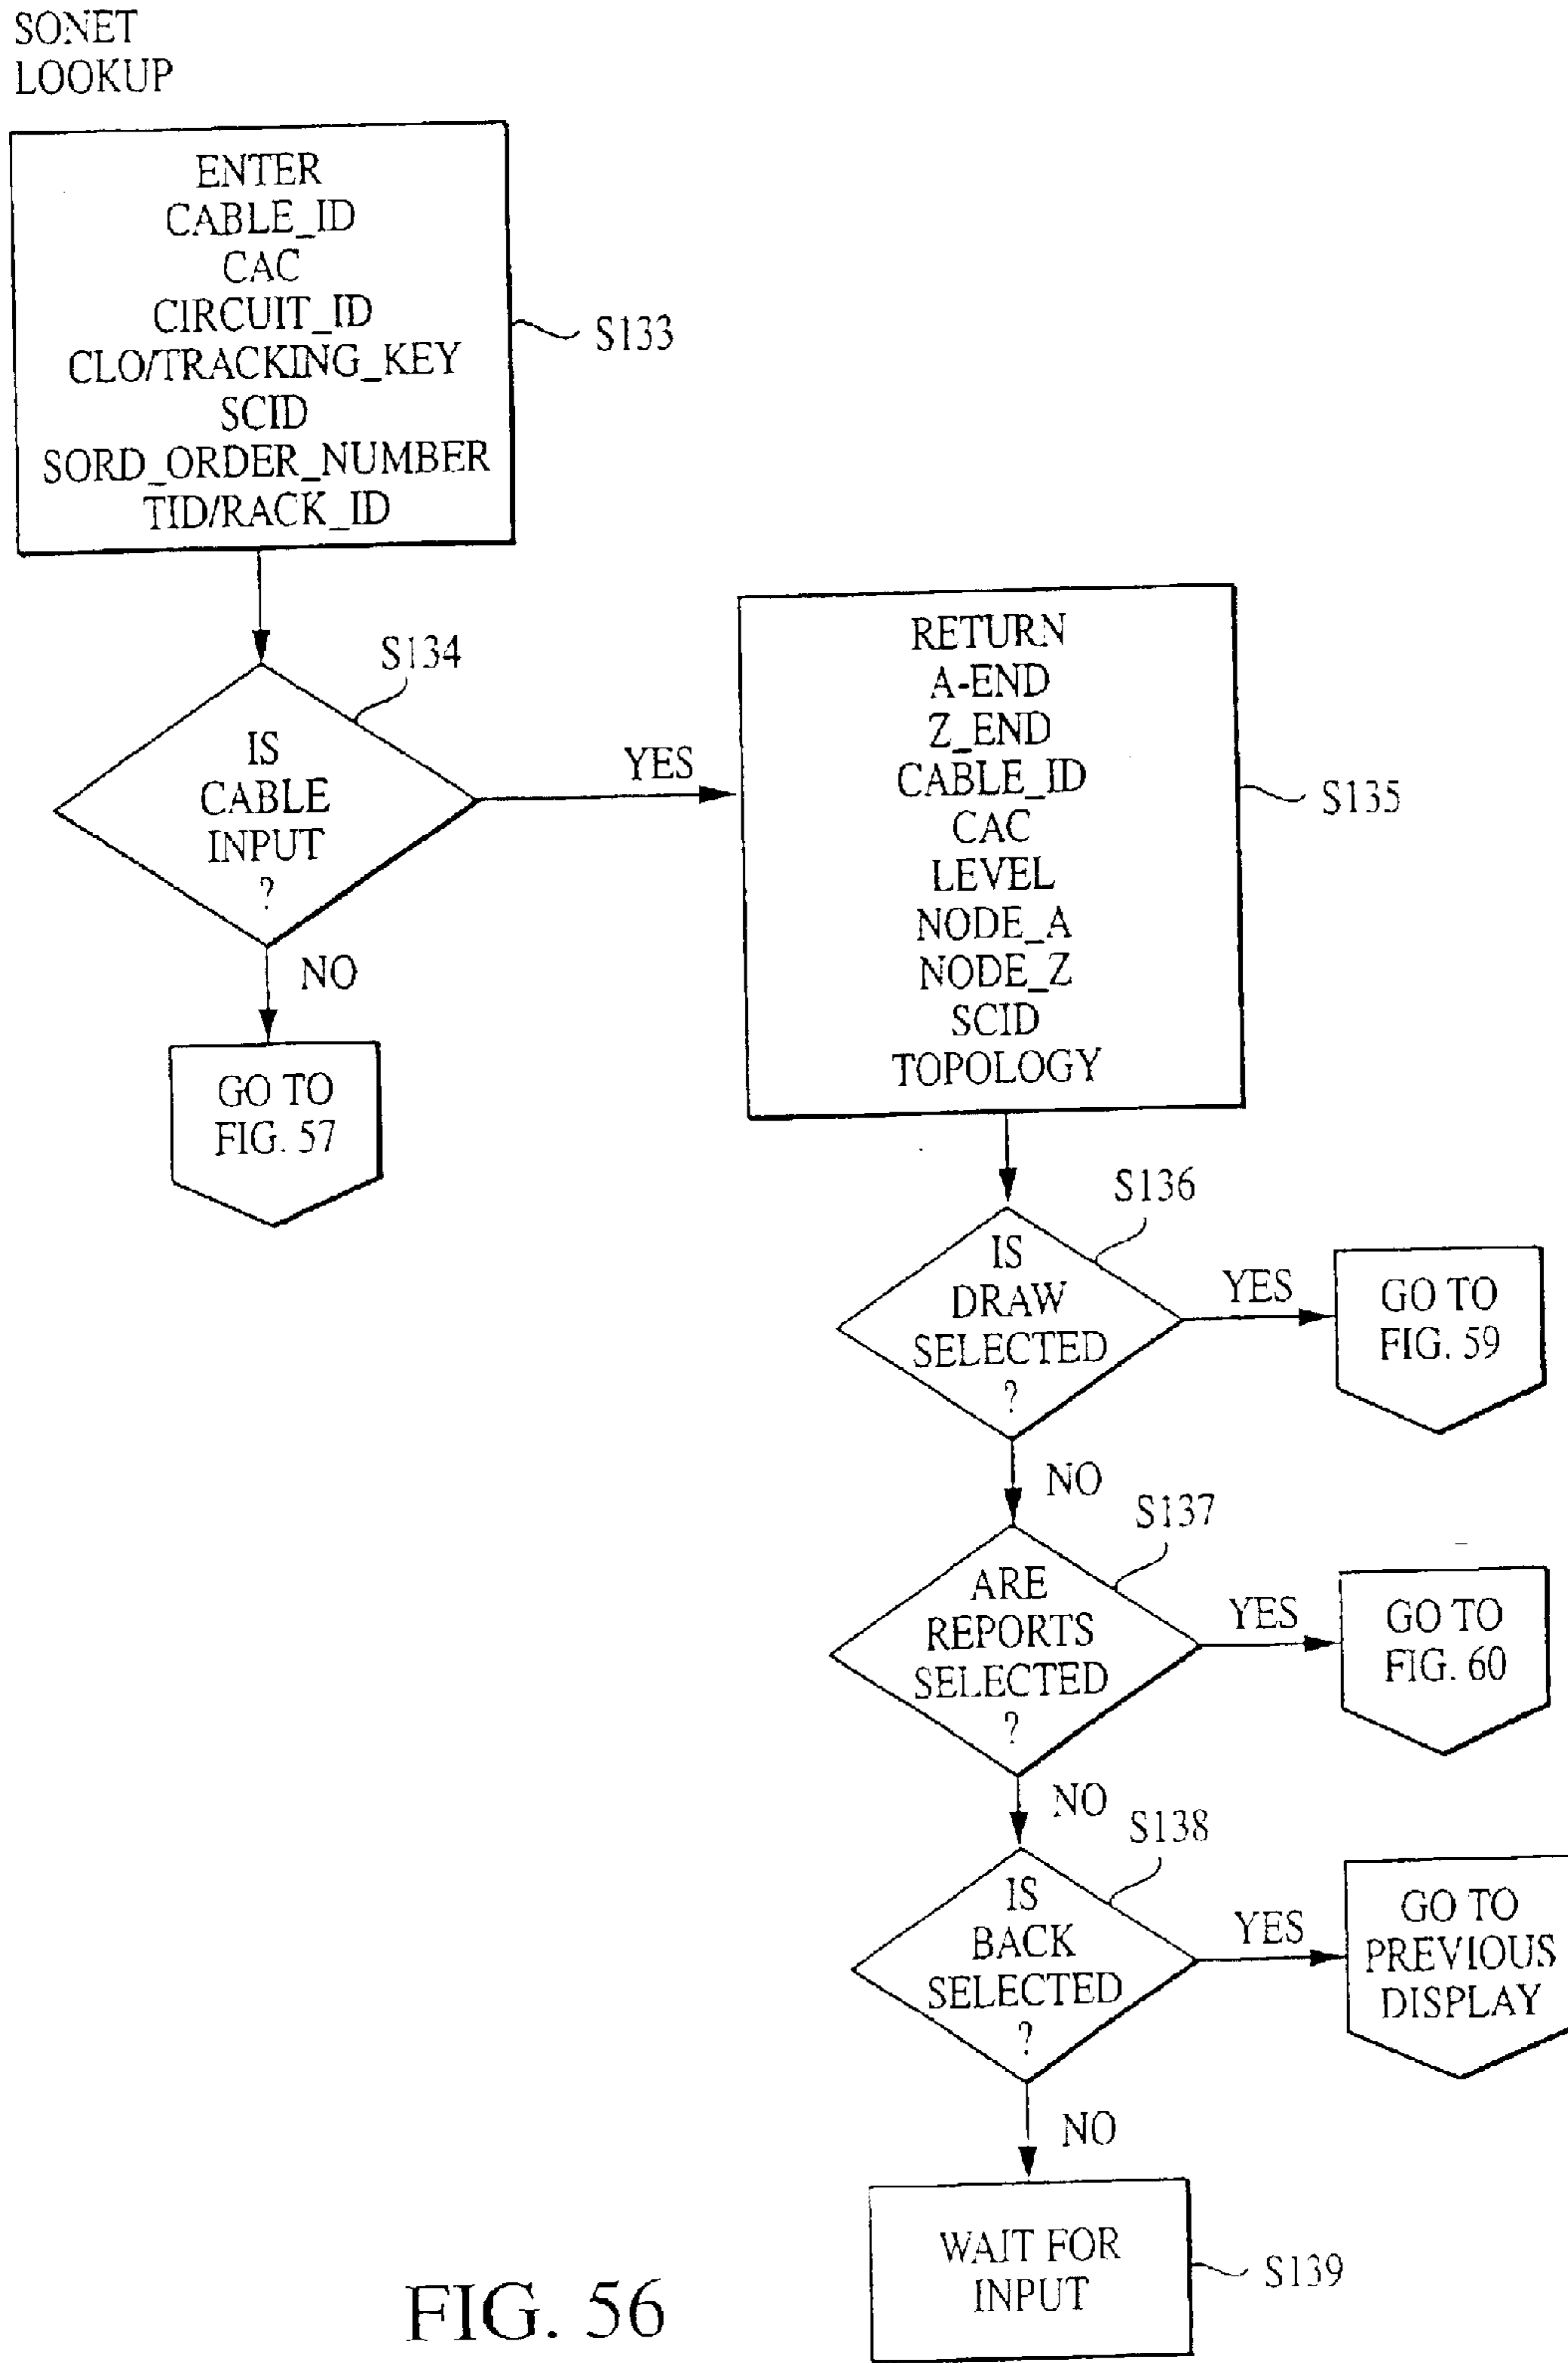 SONET
LOOKUP
ENTER
CABLE_ID
CAC
CIRCUIT_ID
CLO/TRACKING_KEY
SCID
SORD_ORDER_NUMBER
TID/RACK_ID
S133
S134
IS
CABLE
INPUT
?
YES
NO
GO TO
FIG. 57
RETURN
A-END
Z_END
CABLE_ID
CAC
LEVEL
NODE_A
NODE_Z
SCID
TOPOLOGY
S135
S136
IS
DRAW
SELECTED
?
YES
GO TO
FIG. 59
NO
S137
ARE
REPORTS
SELECTED
?
YES
GO TO
FIG. 60
NO
S138
IS
BACK
SELECTED
?
YES
GO TO
PREVIOUS
DISPLAY
NO
WAIT FOR
INPUT
S139
FIG. 56